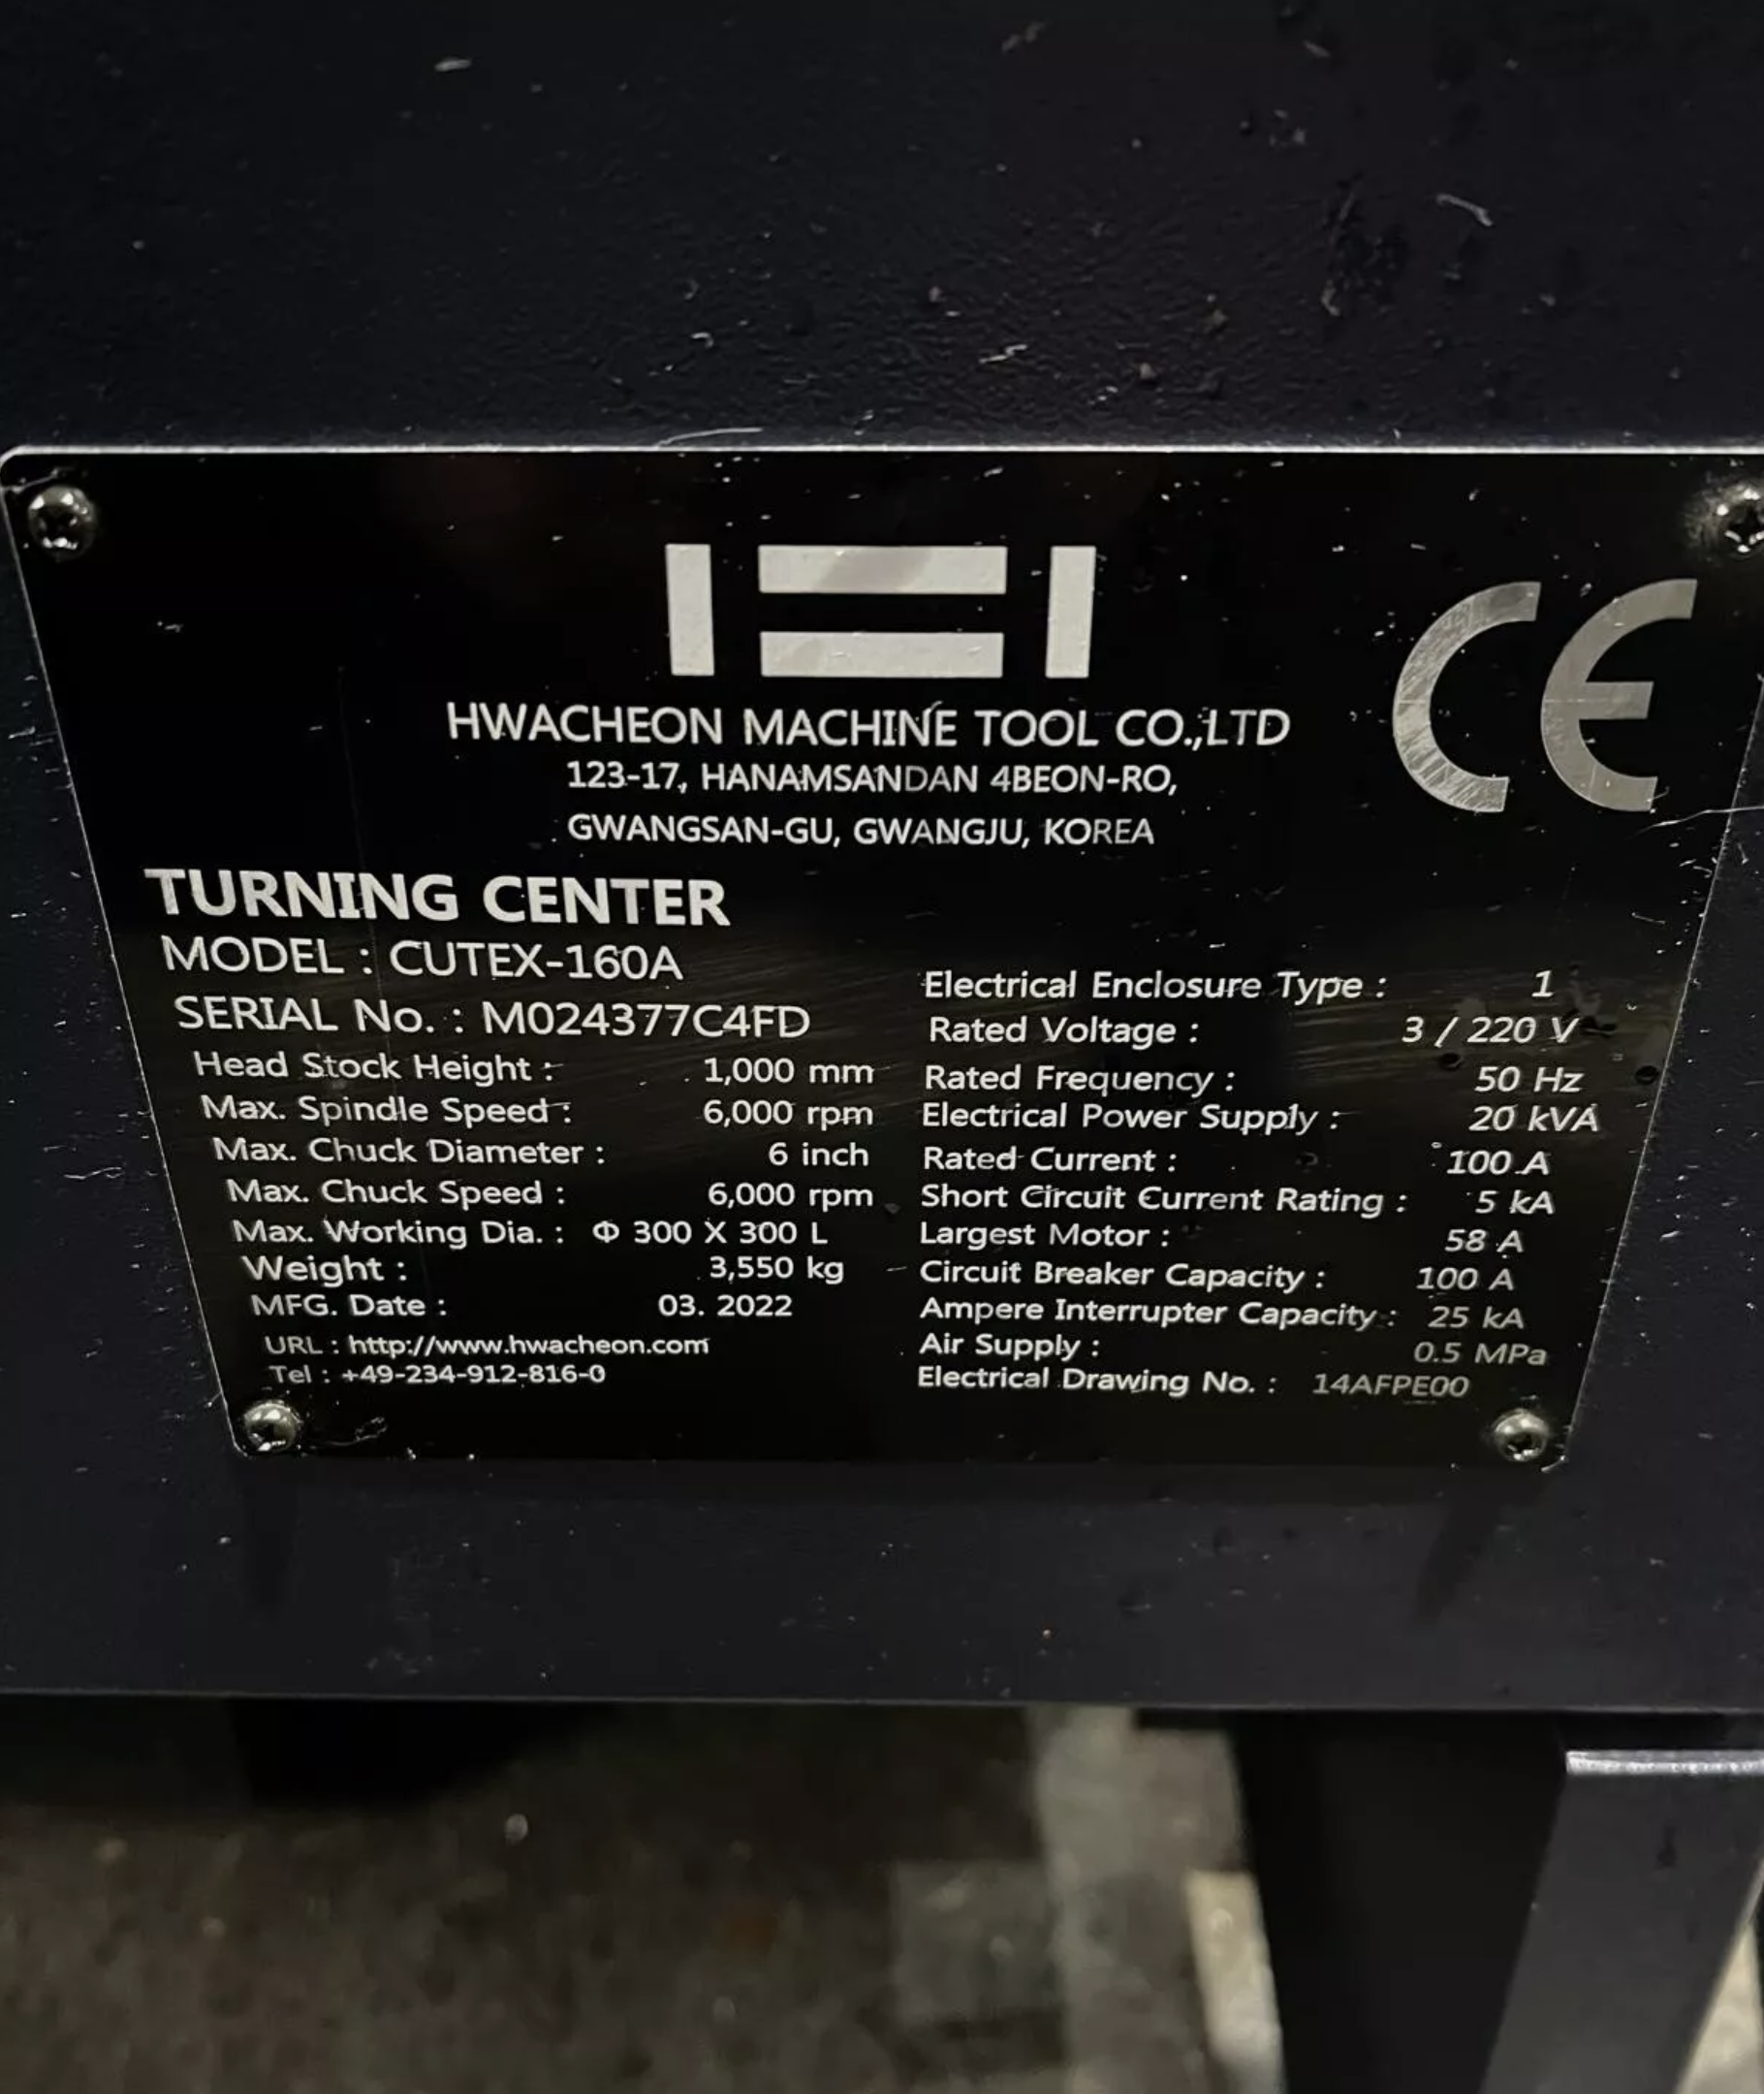 HWACHEON MACHINE TOOL CO.,LTD
123-17, HANAMSANDAN 4BEON-RO,
GWANGSAN-GU, GWANGJU, KOREA
CE
TURNING CENTER
MODEL : CUTEX-160A
SERIAL No. : M024377C4FD
Head Stock Height : 1,000 mm
Max. Spindle Speed : 6,000 rpm
Max. Chuck Diameter : 6 inch
Max. Chuck Speed : 6,000 rpm
Max. Working Dia. : Φ 300 X 300 L
Weight : 3,550 kg
MFG. Date : 03. 2022
URL : http://www.hwacheon.com
Tel : +49-234-912-816-0
Electrical Enclosure Type : 1
Rated Voltage : 3 / 220 V
Rated Frequency : 50 Hz
Electrical Power Supply : 20 kVA
Rated Current : 100 A
Short Circuit Current Rating : 5 kA
Largest Motor : 58 A
Circuit Breaker Capacity : 100 A
Ampere Interrupter Capacity : 25 kA
Air Supply : 0.5 MPa
Electrical Drawing No. : 14AFPE00